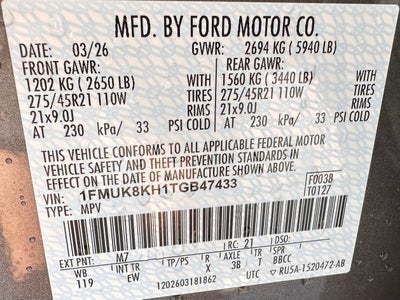 MFD. BY FORD MOTOR CO.
DATE: 03/26 GVWR: 2694 KG ( 5940 LB)
FRONT GAWR: REAR GAWR:
1202 KG ( 2650 LB) WITH 1560 KG ( 3440 LB) WITH
275/45R21 110W TIRES 275/45R21 110W TIRES
21x9.0J RIMS 21x9.0J RIMS
AT 230 kPa/ 33 PSI COLD AT 230 kPa/ 33 PSI COLD
THIS VEHICLE CONFORMS TO ALL APPLICABLE FEDERAL MOTOR
VEHICLE SAFETY AND THEFT PREVENTION STANDARDS IN
EFFECT ON THE DATE OF MANUFACTURE SHOWN ABOVE.
VIN: 1FMUK8KH1TGB47433 F0038
TYPE: MPV T0127
EXT PNT: M7 RC: 21 DSO:
WB INT TR TP/PS R AXLE TR SPR
119 EW X 3B T BBCC
1202603181862 UTC RU5A-1520472-AB